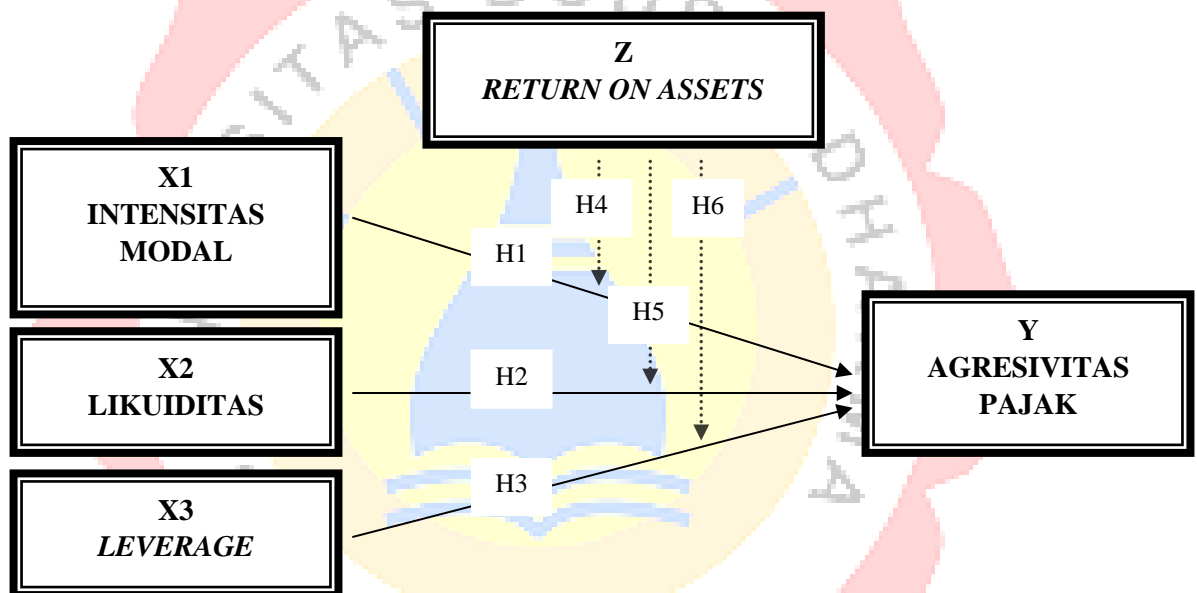 Z
RETURN ON ASSETS
X1
INTENSITAS
MODAL
H4
H6
H1
H5
X2
LIKUIDITAS
H2
Y
AGRESIVITAS
PAJAK
X3
LEVERAGE
H3